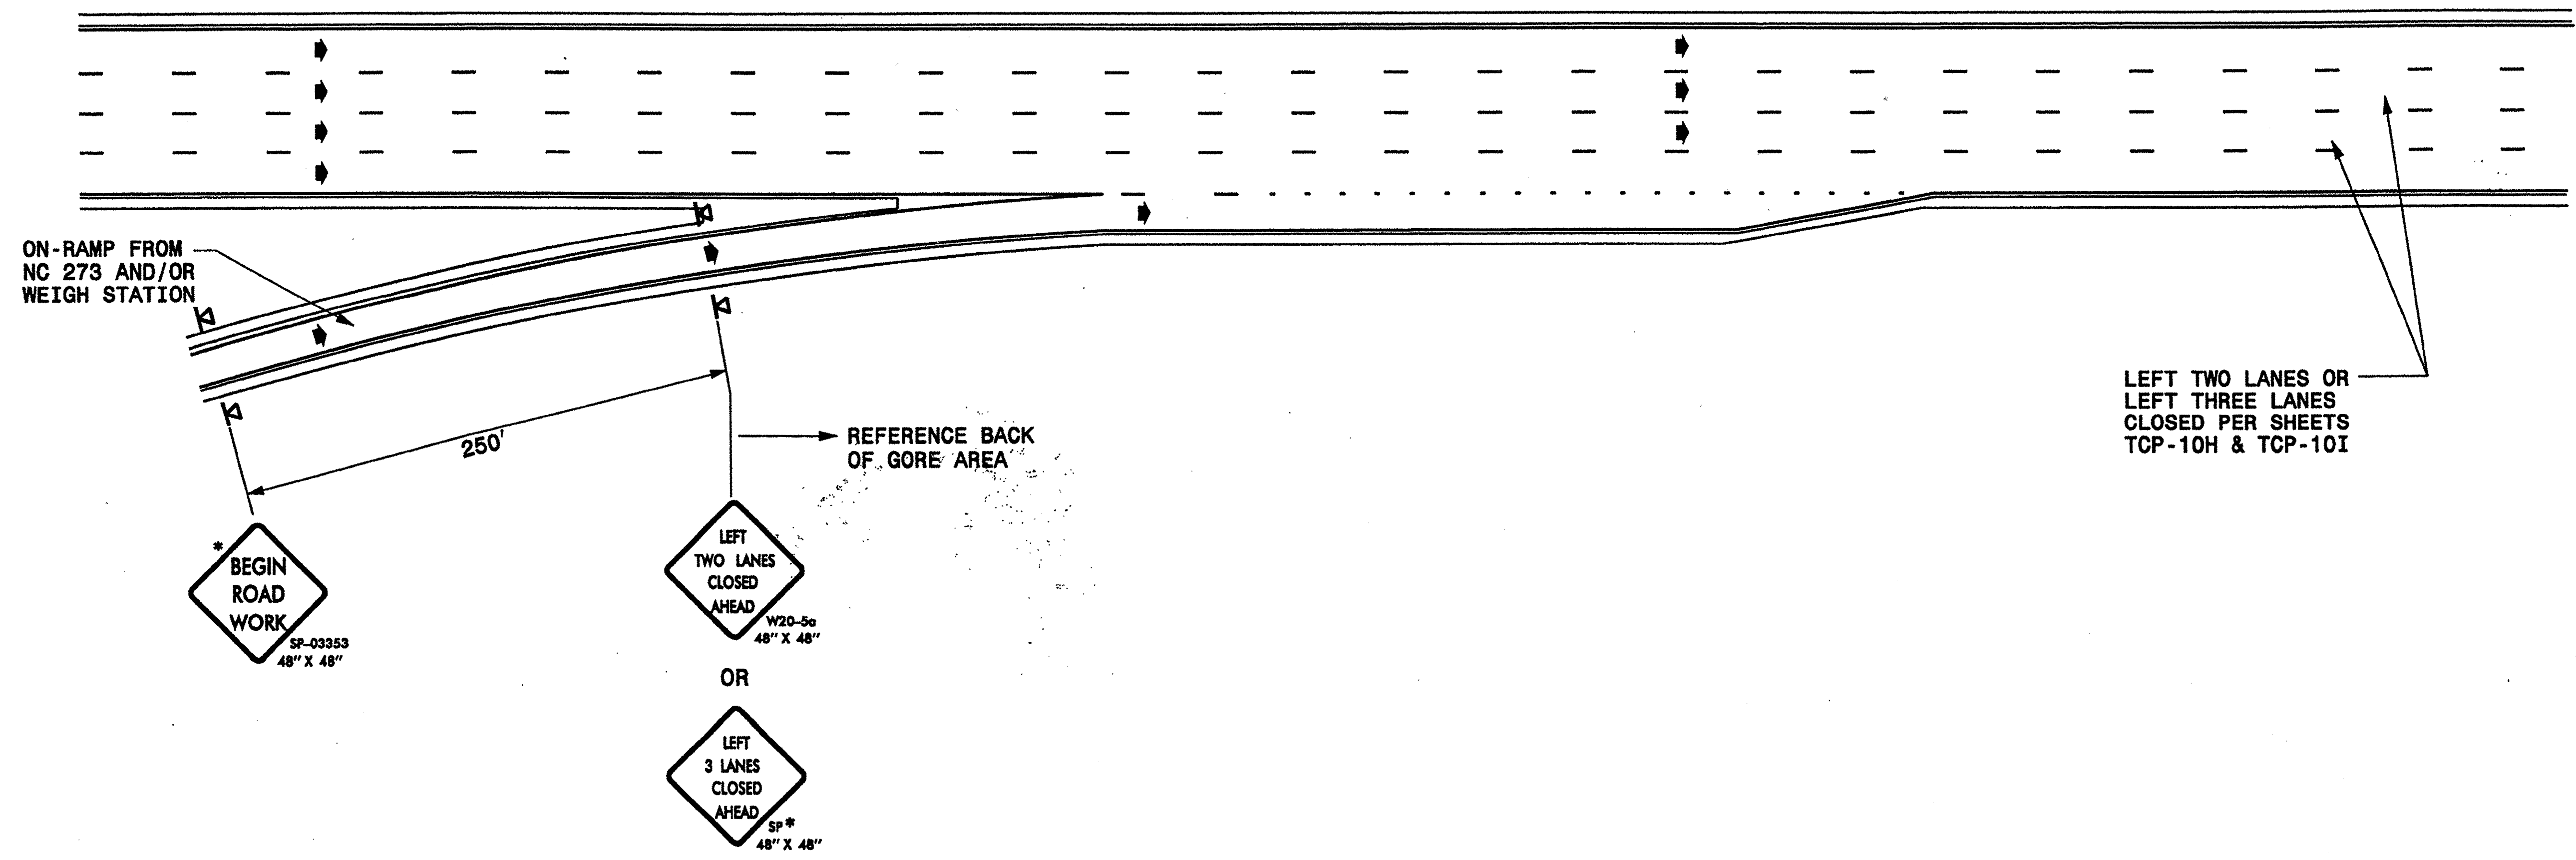 ON-RAMP FROM
NC 273 AND/OR
WEIGH STATION
250'
REFERENCE BACK
OF GORE AREA
LEFT TWO LANES OR
LEFT THREE LANES
CLOSED PER SHEETS
TCP-10H & TCP-10I
*
BEGIN
ROAD
WORK
SP-03353
48" X 48"
LEFT
TWO LANES
CLOSED
AHEAD
W20-5a
48" X 48"
OR
LEFT
3 LANES
CLOSED
AHEAD
SP*
48" X 48"